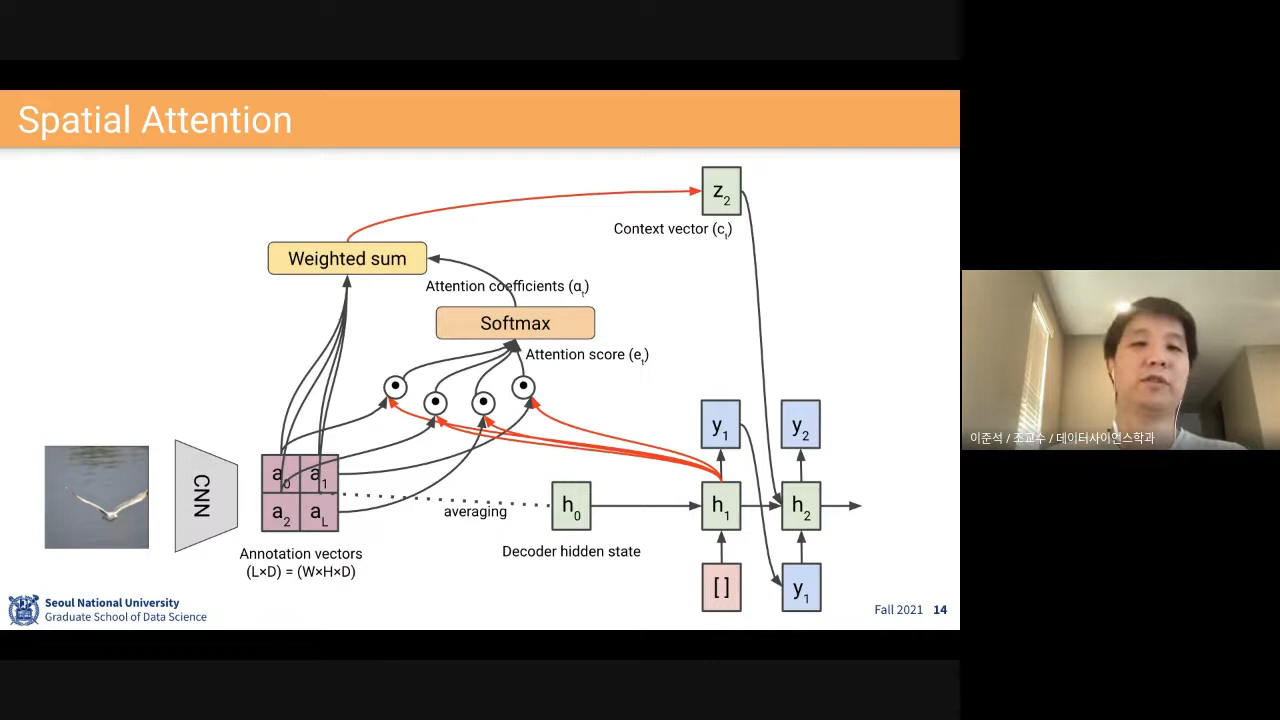 Spatial Attention
z2
Context vector (ct)
Weighted sum
Attention coefficients (αt)
Softmax
Attention score (et)
y1 y2
CNN
a0 a1
a2 aL
averaging
h0 h1 h2
Annotation vectors
(L×D) = (W×H×D)
Decoder hidden state
[ ] y1
Seoul National University
Graduate School of Data Science
Fall 2021 14
이준석 / 조교수 / 데이터사이언스학과